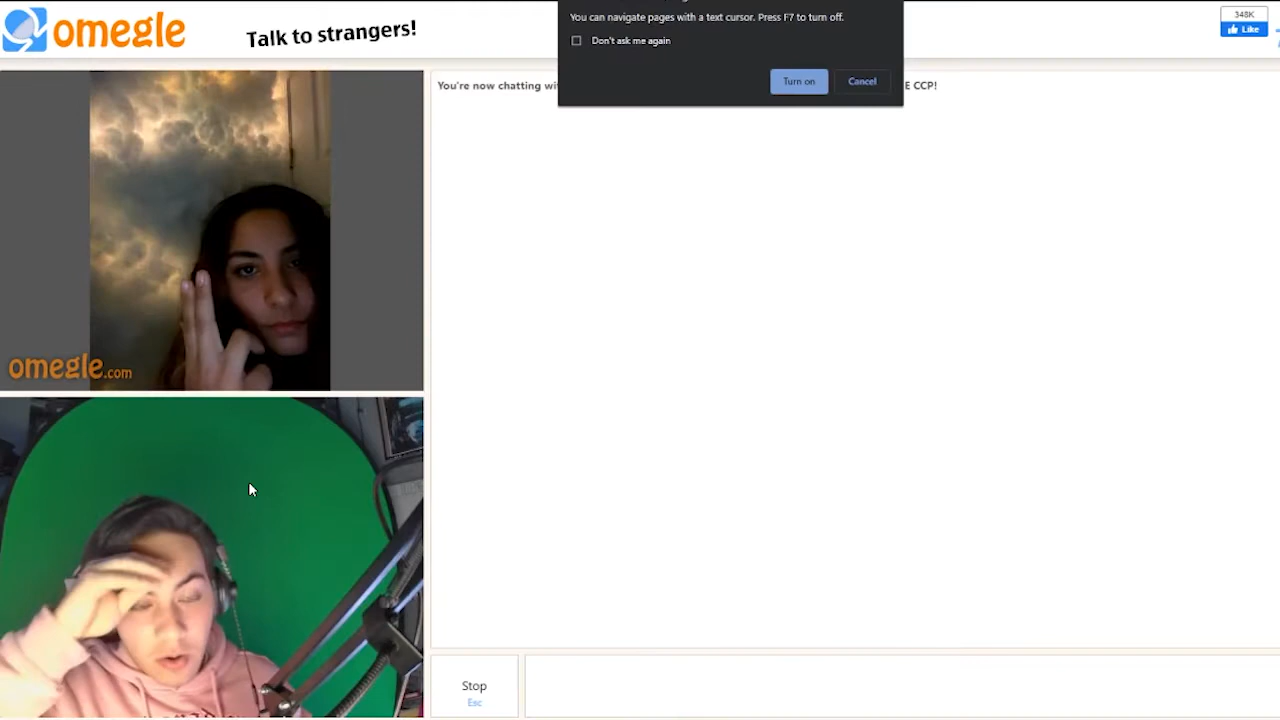 omegle
Talk to strangers!
You can navigate pages with a text cursor. Press F7 to turn off.
Don't ask me again
Turn on
Cancel
348K
Like
You're now chatting
CCP!
omegle.com
Stop
Esc